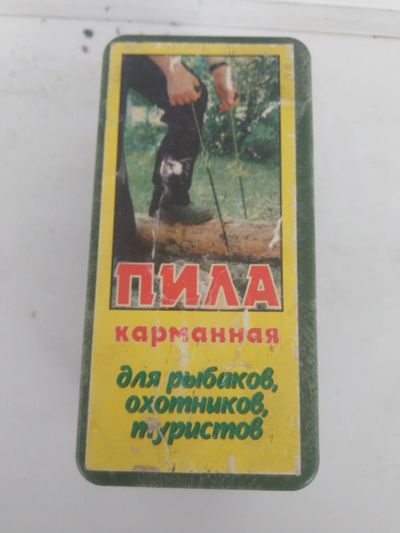 ПИЛА
карманная
для рыбаков,
охотников,
туристов